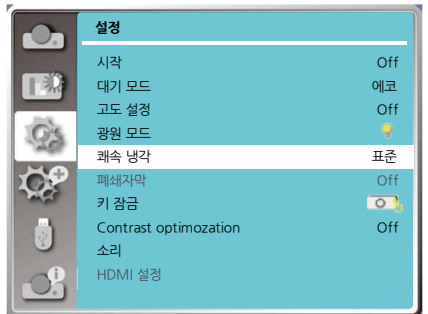 설정
시작 Off
대기 모드 에코
고도 설정 Off
광원 모드
쾌속 냉각 표준
폐쇄자막 Off
키 잠금
Contrast optimozation Off
소리
HDMI 설정